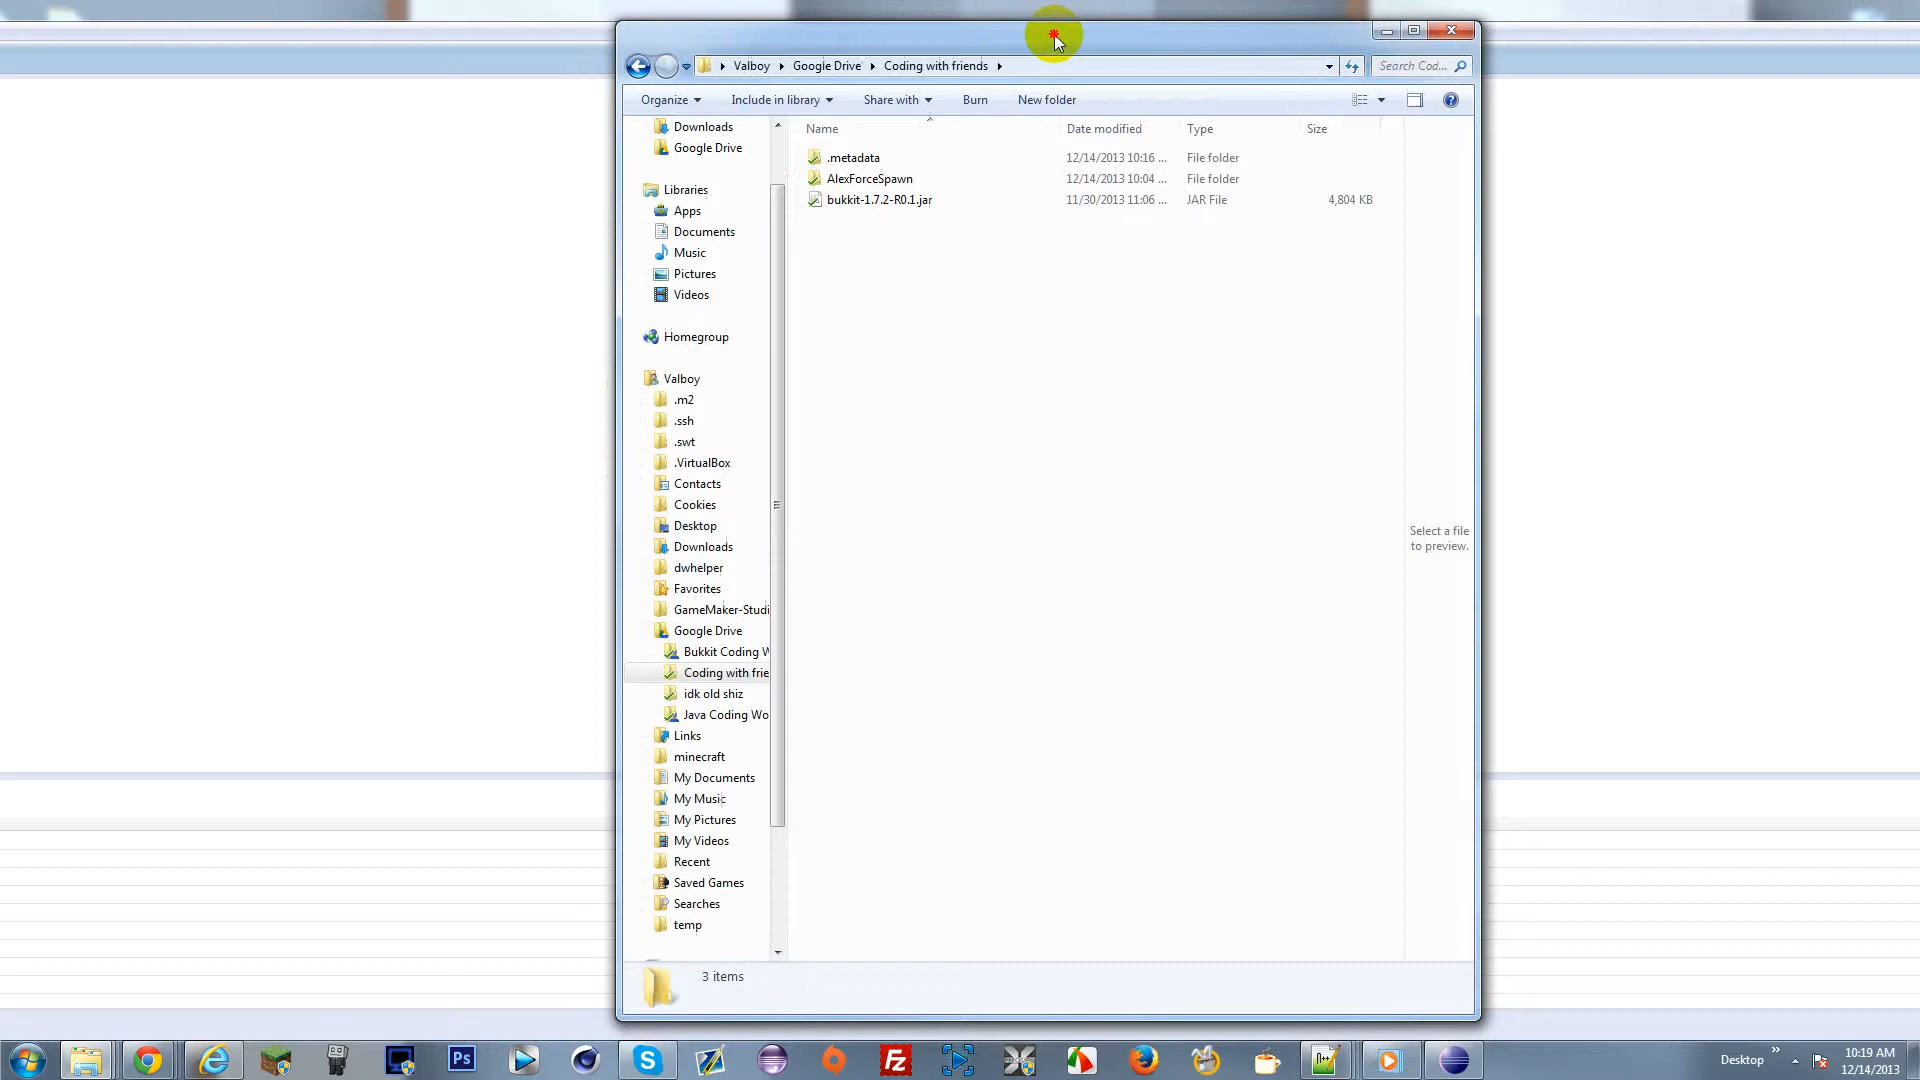 Valboy Google Drive Coding with friends
Search Cod...
Organize Include in library Share with Burn New folder
Name Date modified Type Size
.metadata 12/14/2013 10:16 ... File folder
AlexForceSpawn 12/14/2013 10:04 ... File folder
bukkit-1.7.2-R0.1.jar 11/30/2013 11:06 ... JAR File 4,804 KB
Downloads
Google Drive
Libraries
Apps
Documents
Music
Pictures
Videos
Homegroup
Valboy
.m2
.ssh
.swt
.VirtualBox
Contacts
Cookies
Desktop
Downloads
dwhelper
Favorites
GameMaker-Studi
Google Drive
Bukkit Coding W
Coding with frie
idk old shiz
Java Coding Wo
Links
minecraft
My Documents
My Music
My Pictures
My Videos
Recent
Saved Games
Searches
temp
Select a file
to preview.
3 items
Ps
Fz
Desktop
10:19 AM
12/14/2013